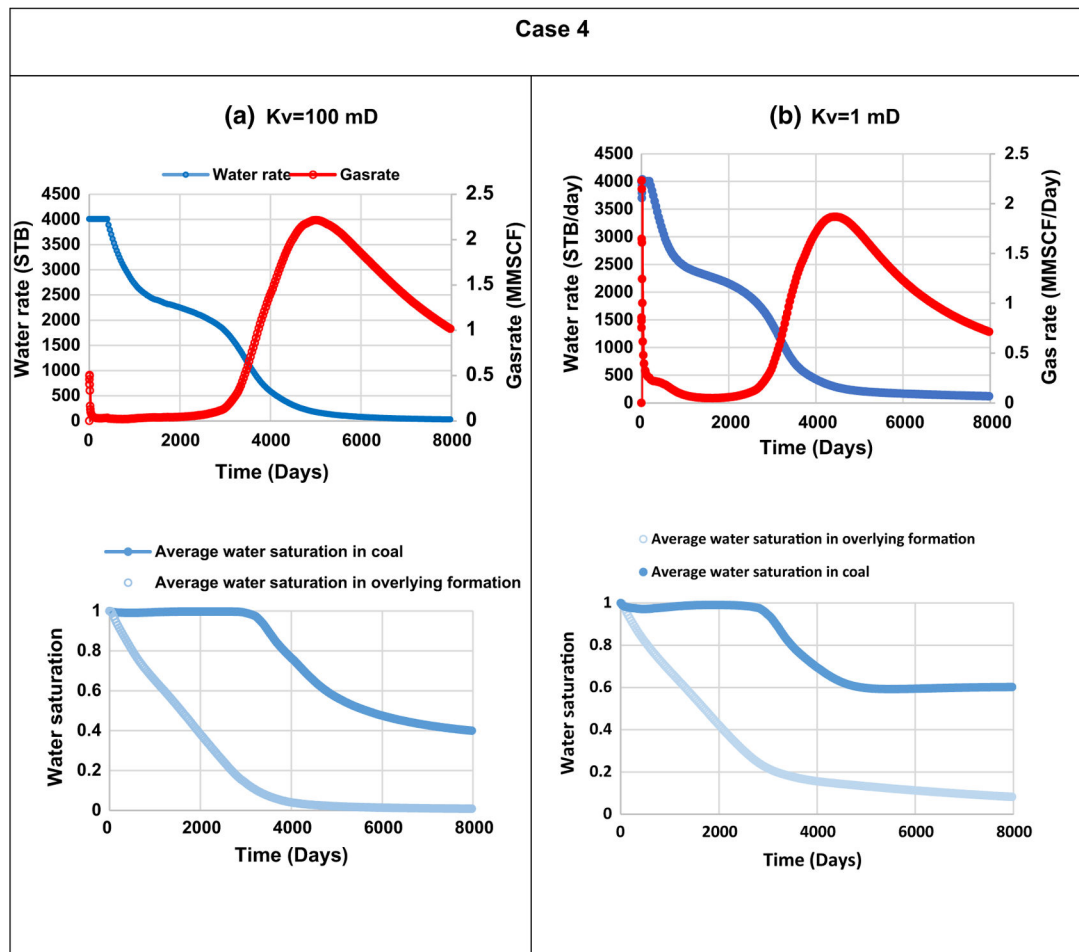 Case 4
(a) Kv=100 mD
Water rate Gasrate
4500 2.5
4000
3500 2
3000
2500 1.5
2000
1500 1
1000
500 0.5
0 0
0 2000 4000 6000 8000
Water rate (STB)
Gasrate (MMSCF)
Time (Days)
Average water saturation in coal
Average water saturation in overlying formation
1
0.8
0.6
0.4
0.2
0
0 2000 4000 6000 8000
Water saturation
Time (Days)
(b) Kv=1 mD
4500 2.5
4000
3500 2
3000
2500 1.5
2000
1500 1
1000
500 0.5
0 0
0 2000 4000 6000 8000
Water rate (STB/day)
Gas rate (MMSCF/Day)
Time (Days)
Average water saturation in overlying formation
Average water saturation in coal
1
0.8
0.6
0.4
0.2
0
0 2000 4000 6000 8000
Water saturation
Time (Days)